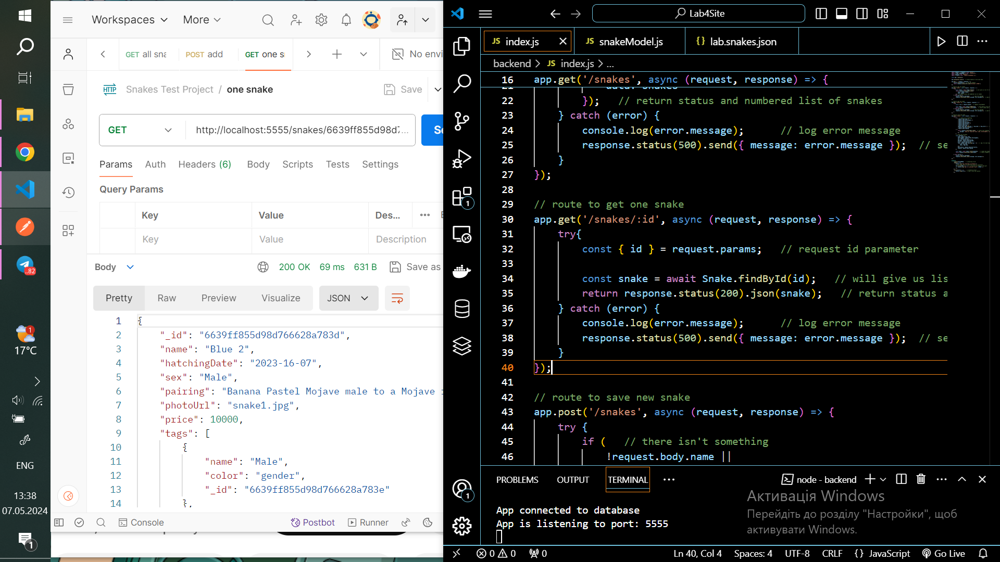 Workspaces More
GET all sna POST add GET one s No envi
HTTP Snakes Test Project / one snake Save
GET http://localhost:5555/snakes/6639ff855d98d7... S
Params Auth Headers (6) Body Scripts Tests Settings
Query Params
Key Value Des... •••
Key Value Description
Body 200 OK 69 ms 631 B Save as
Pretty Raw Preview Visualize JSON
1 {
2 "_id": "6639ff855d98d766628a783d",
3 "name": "Blue 2",
4 "hatchingDate": "2023-16-07",
5 "sex": "Male",
6 "pairing": "Banana Pastel Mojave male to a Mojave
7 "photoUrl": "snake1.jpg",
8 "price": 10000,
9 "tags": [
10 {
11 "name": "Male",
12 "color": "gender",
13 "_id": "6639ff855d98d766628a783e"
14 },
Console Postbot Runner
..82
1
17°C
ENG
13:38
07.05.2024
1
Lab4Site
JS index.js JS snakeModel.js {} lab.snakes.json
backend > JS index.js > ...
16 app.get('/snakes', async (request, response) => {
22 }); // return status and numbered list of snakes
23 } catch (error) {
24 console.log(error.message); // log error message
25 response.status(500).send({ message: error.message }); // se
26 }
27 });
28
29 // route to get one snake
30 app.get('/snakes/:id', async (request, response) => {
31 try{
32 const { id } = request.params; // request id parameter
33
34 const snake = await Snake.findById(id); // will give us lis
35 return response.status(200).json(snake); // return status a
36 } catch (error) {
37 console.log(error.message); // log error message
38 response.status(500).send({ message: error.message }); // se
39 }
40 });
41
42 // route to save new snake
43 app.post('/snakes', async (request, response) => {
44 try {
45 if ( // there isn't something
46 !request.body.name ||
1
1
PROBLEMS OUTPUT TERMINAL ••• node - backend
App connected to database
App is listening to port: 5555
Активація Windows
Перейдіть до розділу "Настройки", щоб
активувати Windows.
0 0 0 Ln 40, Col 4 Spaces: 4 UTF-8 CRLF {} JavaScript Go Live